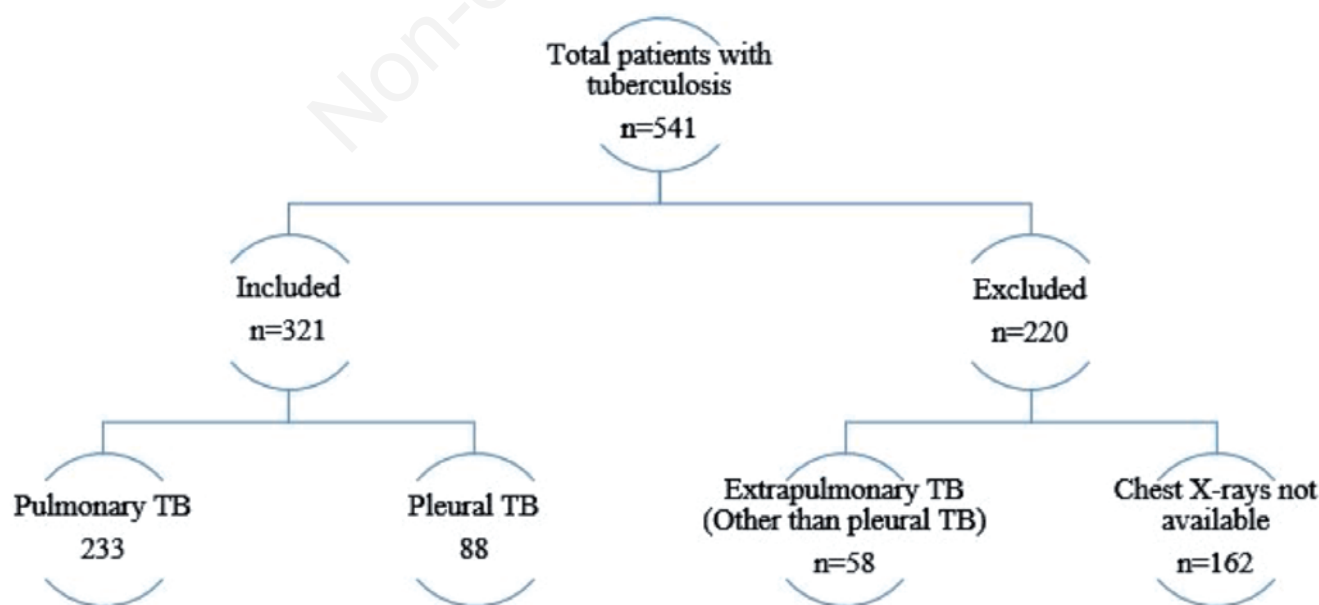 Non-
Total patients with
tuberculosis
n=541
Included
n=321
Excluded
n=220
Pulmonary TB
233
Pleural TB
88
Extrapulmonary TB
(Other than pleural TB)
n=58
Chest X-rays not
available
n=162